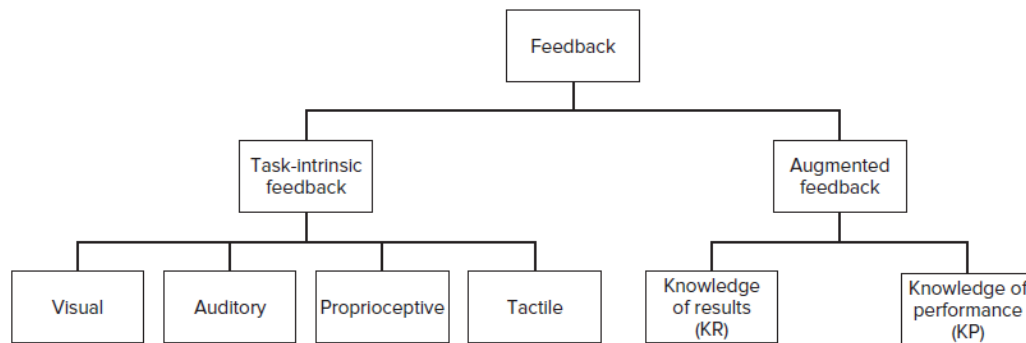 Feedback
Task-intrinsic
feedback
Augmented
feedback
Visual
Auditory
Proprioceptive
Tactile
Knowledge
of results
(KR)
Knowledge of
performance
(KP)